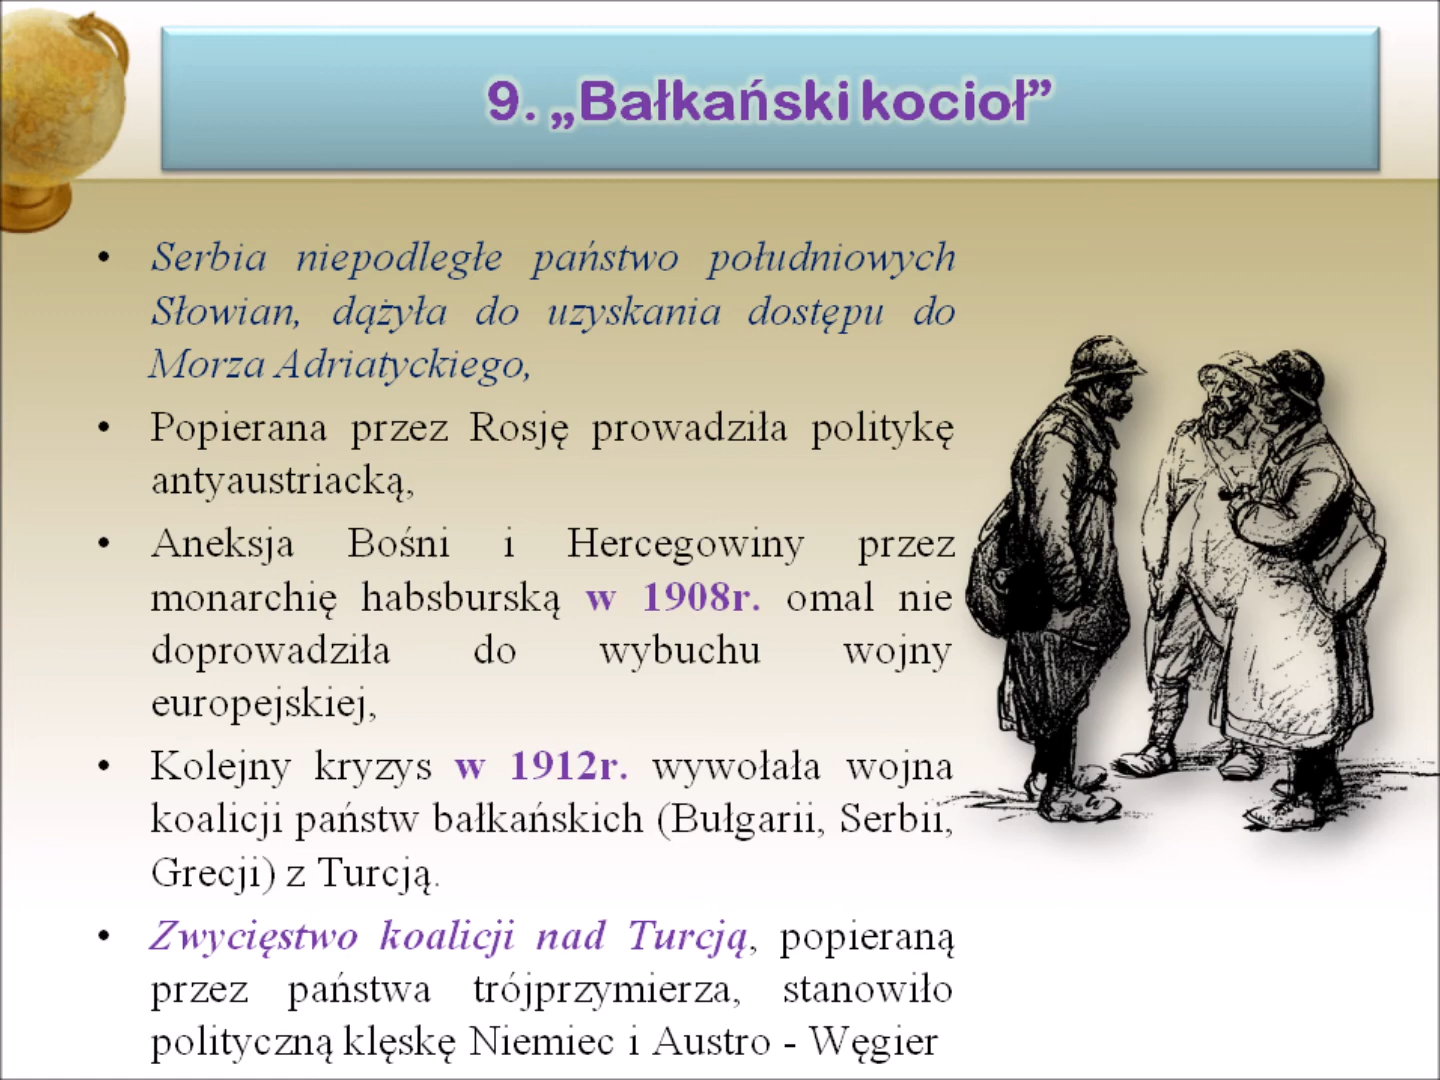 9. „Bałkański kocioł”
• Serbia niepodległe państwo południowych
Słowian, dążyła do uzyskania dostępu do
Morza Adriatyckiego,
• Popierana przez Rosję prowadziła politykę
antyaustriacką,
• Aneksja Bośni i Hercegowiny przez
monarchię habsburską w 1908r. omal nie
doprowadziła do wybuchu wojny
europejskiej,
• Kolejny kryzys w 1912r. wywołała wojna
koalicji państw bałkańskich (Bułgarii, Serbii,
Grecji) z Turcją.
• Zwycięstwo koalicji nad Turcją, popieraną
przez państwa trójprzymierza, stanowiło
polityczną klęskę Niemiec i Austro - Węgier